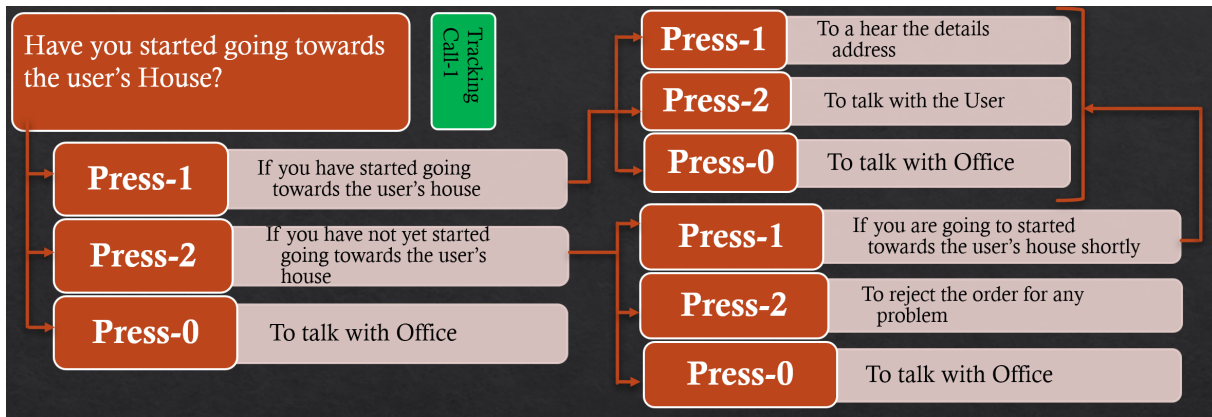 Have you started going towards
the user's House?
Tracking
Call-1
Press-1
If you have started going
towards the user's house
Press-2
If you have not yet started
going towards the user's
house
Press-0
To talk with Office
Press-1
To a hear the details
address
Press-2
To talk with the User
Press-0
To talk with Office
Press-1
If you are going to started
towards the user's house shortly
Press-2
To reject the order for any
problem
Press-0
To talk with Office